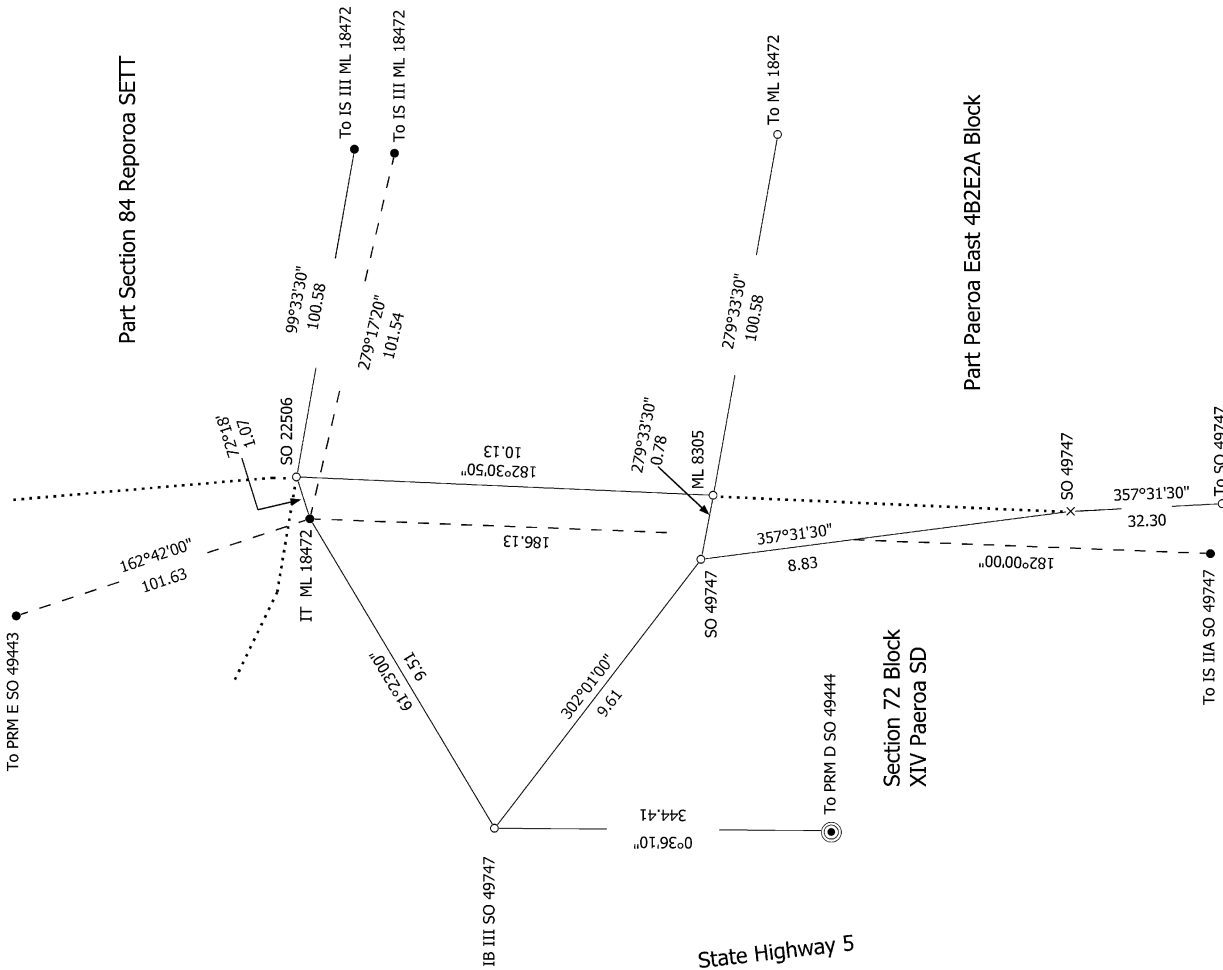 Part Section 84 Reporoa SETT
To IS III ML 18472
To IS III ML 18472
To ML 18472
Part Paeroa East 4B2E2A Block
99°33'30"
100.58
279°17'20"
101.54
279°33'30"
100.58
72°18'
1.07
SO 22506
10.13
182°30'50"
279°33'30"
0.78
ML 8305
SO 49747
357°31'30"
32.30
To SO 49747
162°42'00"
101.63
To PRM E SO 49443
IT ML 18472
186.13
357°31'30"
8.83
182°00'00"
To IS IIA SO 49747
SO 49747
61°23'00"
9.51
302°01'00"
9.61
Section 72 Block
XIV Paeroa SD
To PRM D SO 49444
344.41
0°36'10"
IB III SO 49747
State Highway 5